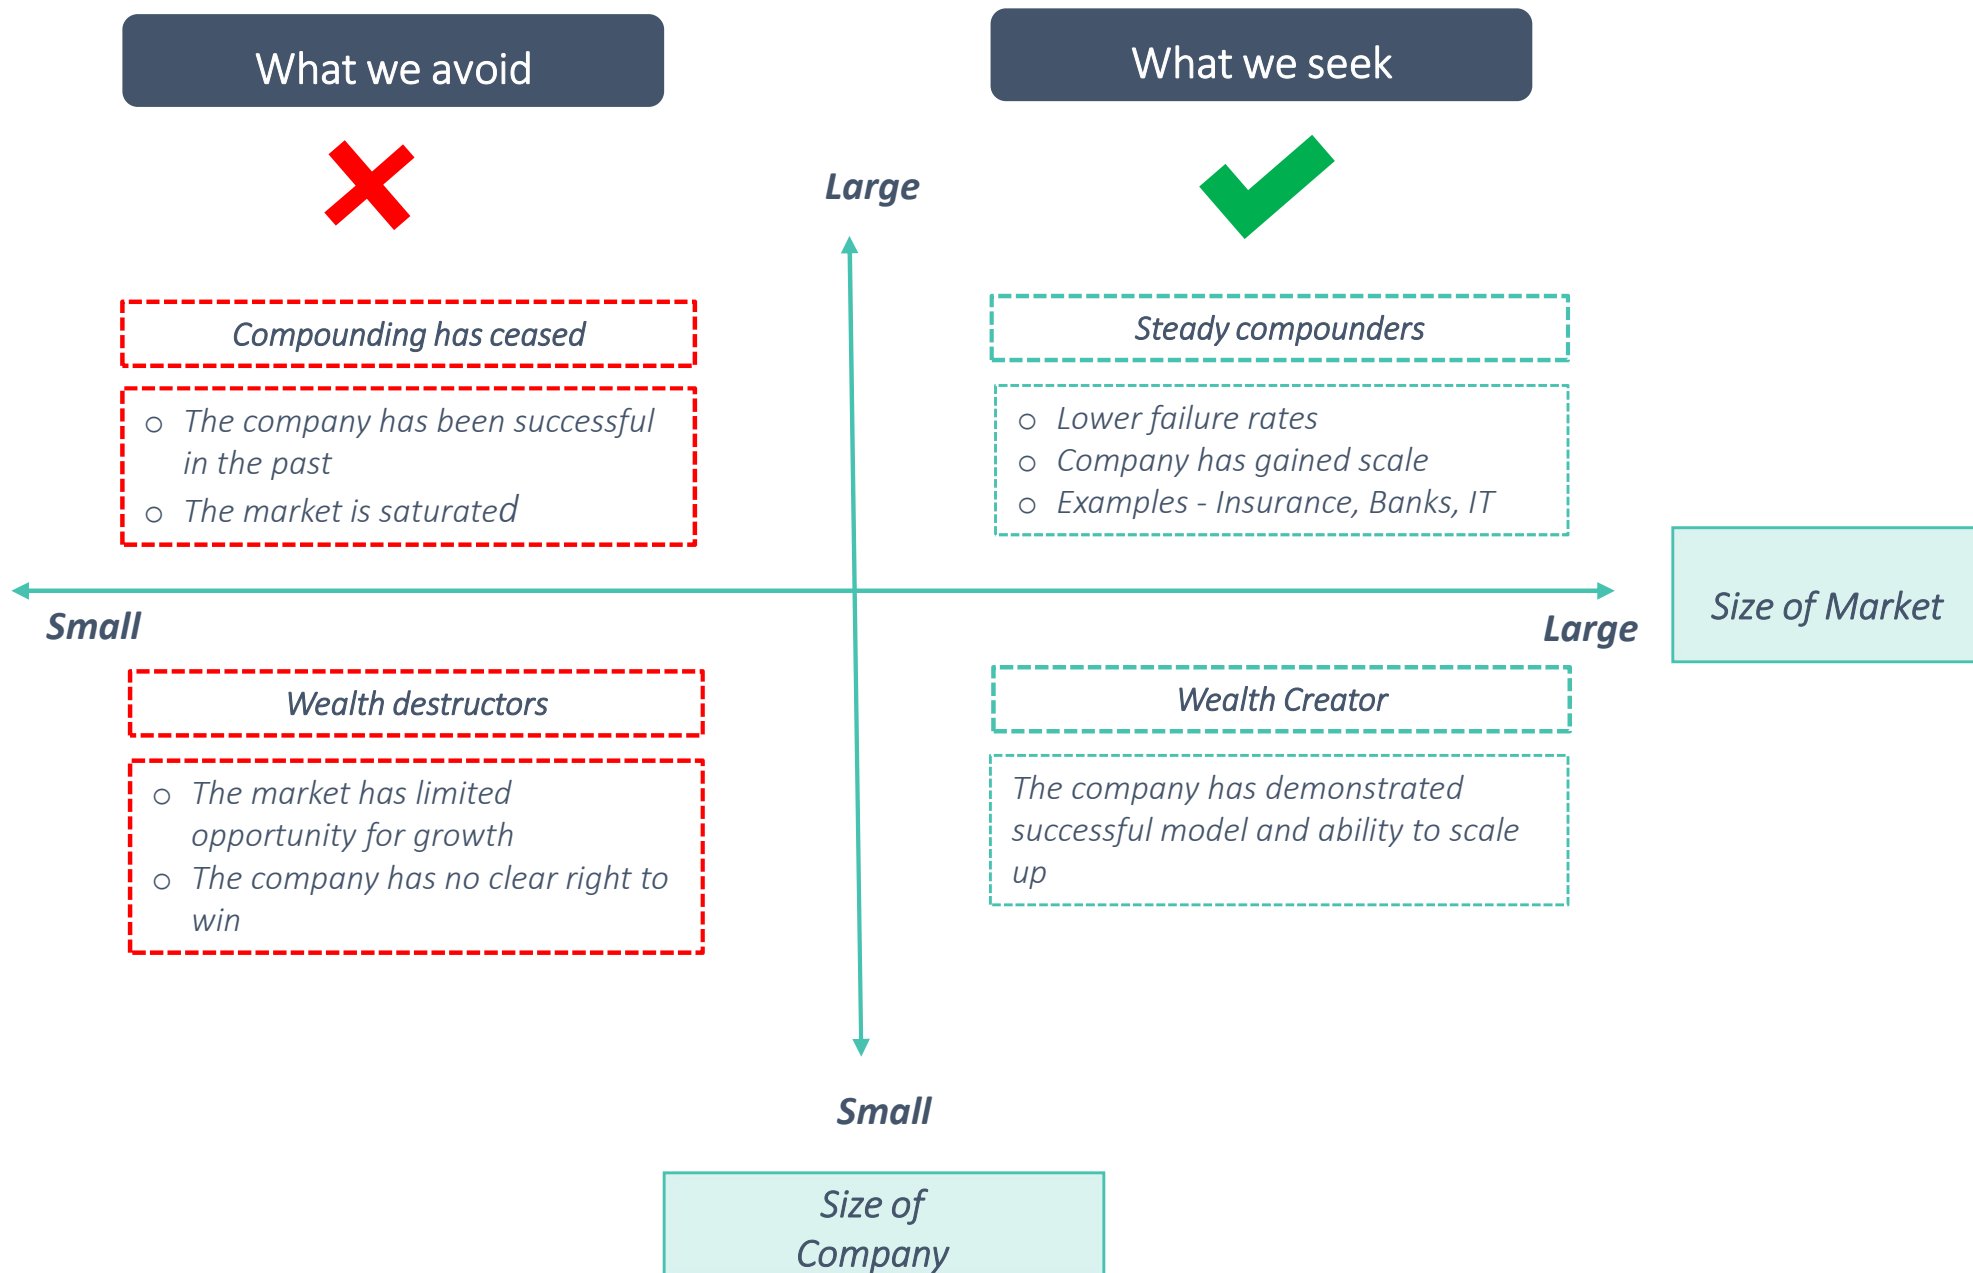 What we avoid
What we seek
Large
Compounding has ceased
o The company has been successful
in the past
o The market is saturated
Steady compounders
o Lower failure rates
o Company has gained scale
o Examples - Insurance, Banks, IT
Size of Market
Small
Large
Wealth destructors
o The market has limited
opportunity for growth
o The company has no clear right to
win
Wealth Creator
The company has demonstrated
successful model and ability to scale
up
Small
Size of
Company